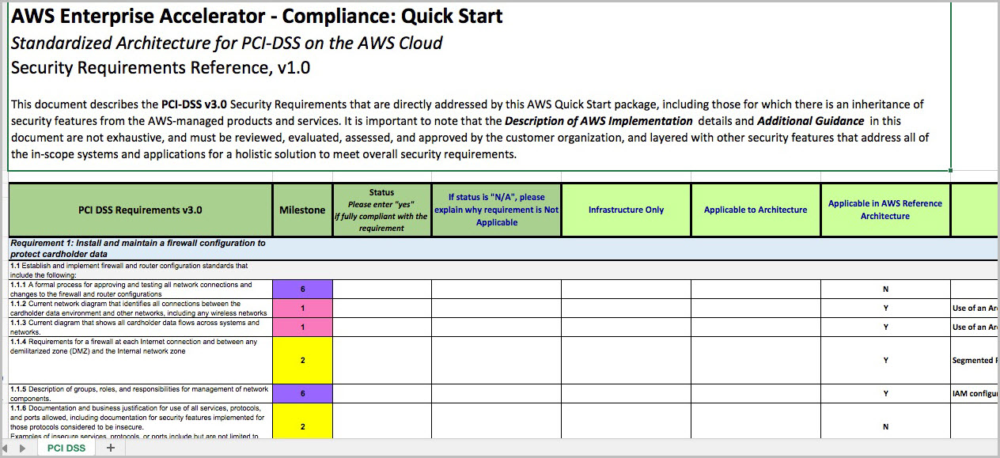 AWS Enterprise Accelerator - Compliance: Quick Start
Standardized Architecture for PCI-DSS on the AWS Cloud
Security Requirements Reference, v1.0
This document describes the PCI-DSS v3.0 Security Requirements that are directly addressed by this AWS Quick Start package, including those for which there is an inheritance of
security features from the AWS-managed products and services. It is important to note that the Description of AWS Implementation details and Additional Guidance in this
document are not exhaustive, and must be reviewed, evaluated, assessed, and approved by the customer organization, and layered with other security features that address all of
the in-scope systems and applications for a holistic solution to meet overall security requirements.
PCI DSS Requirements v3.0
Milestone
Status
Please enter "yes"
if fully compliant with the
requirement
If status is "N/A", please
explain why requirement is Not
Applicable
Infrastructure Only
Applicable to Architecture
Applicable in AWS Reference
Architecture
Requirement 1: Install and maintain a firewall configuration to
protect cardholder data
1.1 Establish and implement firewall and router configuration standards that
include the following:
1.1.1 A formal process for approving and testing all network connections and
changes to the firewall and router configurations
6
N
1.1.2 Current network diagram that identifies all connections between the
cardholder data environment and other networks, including any wireless networks
1
Y
Use of an
1.1.3 Current diagram that shows all cardholder data flows across systems and
networks.
1
Y
Use of an
1.1.4 Requirements for a firewall at each Internet connection and between any
demilitarized zone (DMZ) and the Internal network zone
2
Y
Segmented
1.1.5 Description of groups, roles, and responsibilities for management of network
components.
6
Y
IAM
1.1.6 Documentation and business justification for use of all services, protocols,
and ports allowed, including documentation for security features implemented for
those protocols considered to be insecure.
Examples of insecure services, protocols, or ports include but are not limited to
2
N
PCI DSS
+